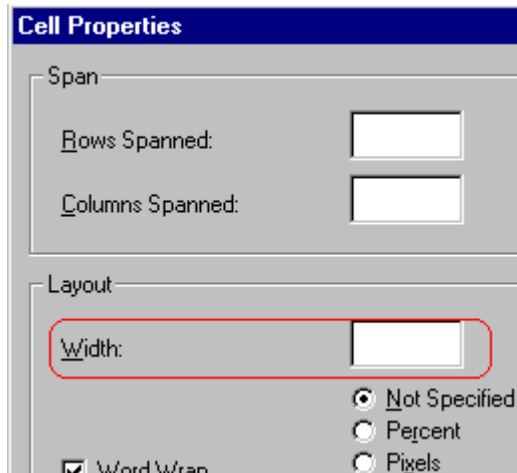 Cell Properties
Span
Rows Spanned:
Columns Spanned:
Layout
Width:
Not Specified
Percent
Word Wrap
Pixels